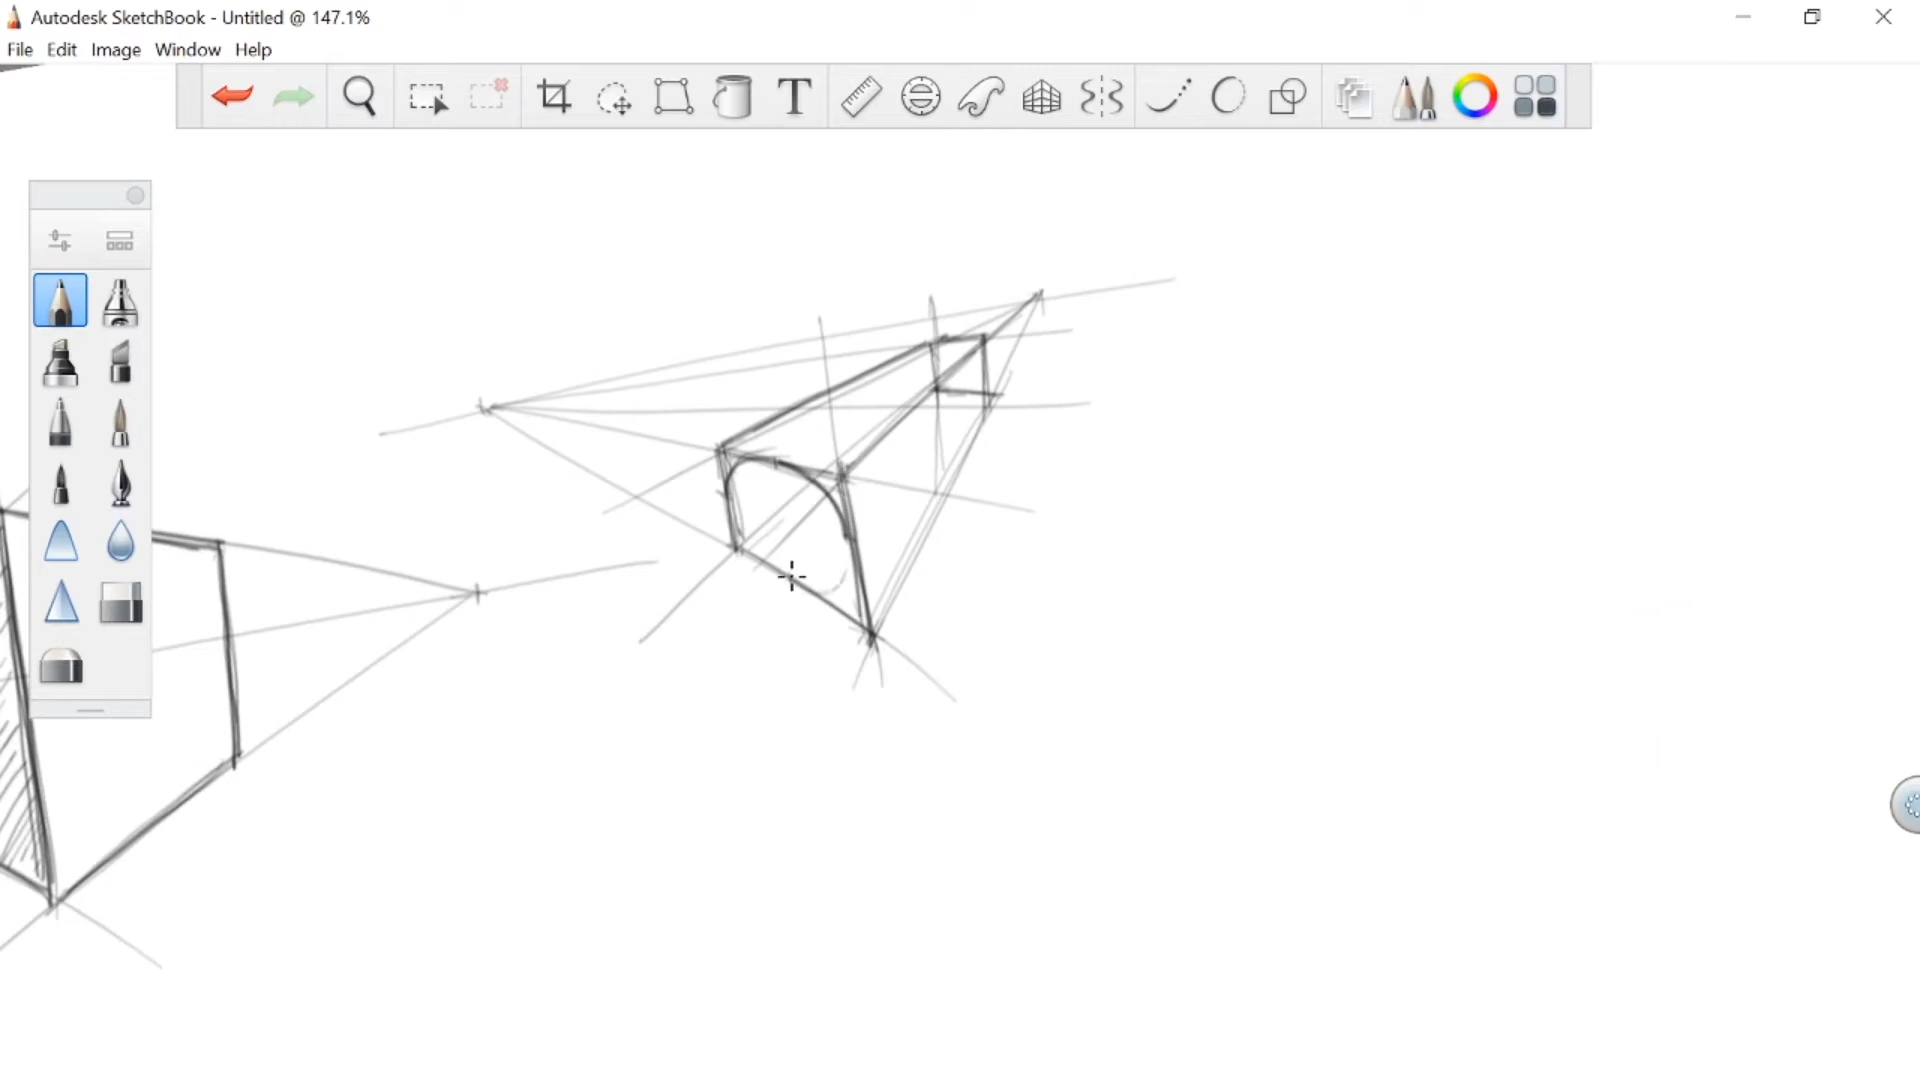 Autodesk SketchBook - Untitled @ 147.1%
File Edit Image Window Help
T